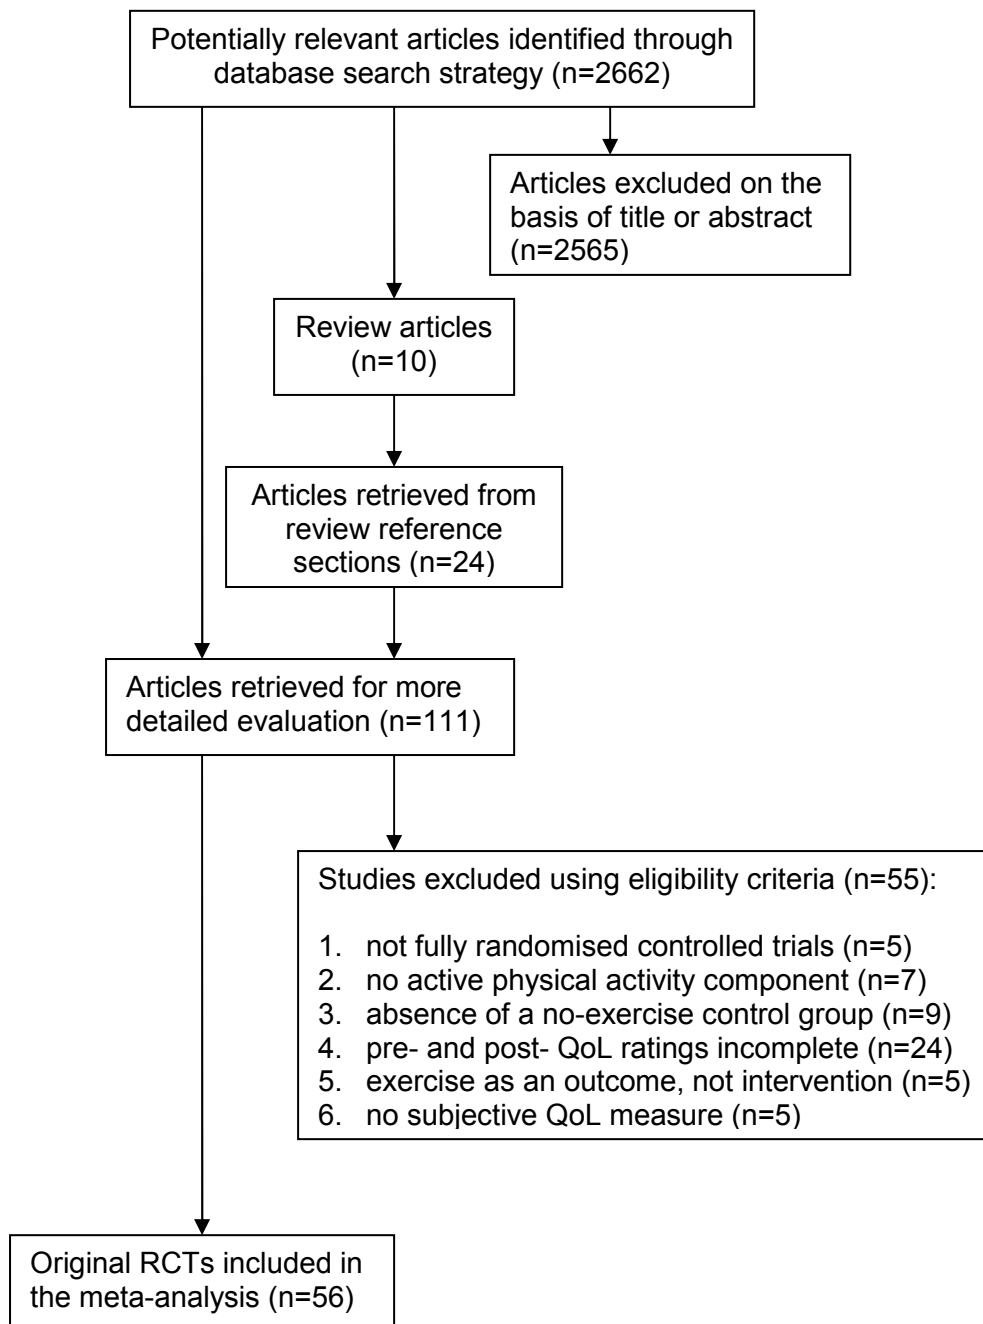 Potentially relevant articles identified through
database search strategy (n=2662)
Articles excluded on the
basis of title or abstract
(n=2565)
Review articles
(n=10)
Articles retrieved from
review reference
sections (n=24)
Articles retrieved for more
detailed evaluation (n=111)
Studies excluded using eligibility criteria (n=55):
1. not fully randomised controlled trials (n=5)
2. no active physical activity component (n=7)
3. absence of a no-exercise control group (n=9)
4. pre- and post- QoL ratings incomplete (n=24)
5. exercise as an outcome, not intervention (n=5)
6. no subjective QoL measure (n=5)
Original RCTs included in
the meta-analysis (n=56)